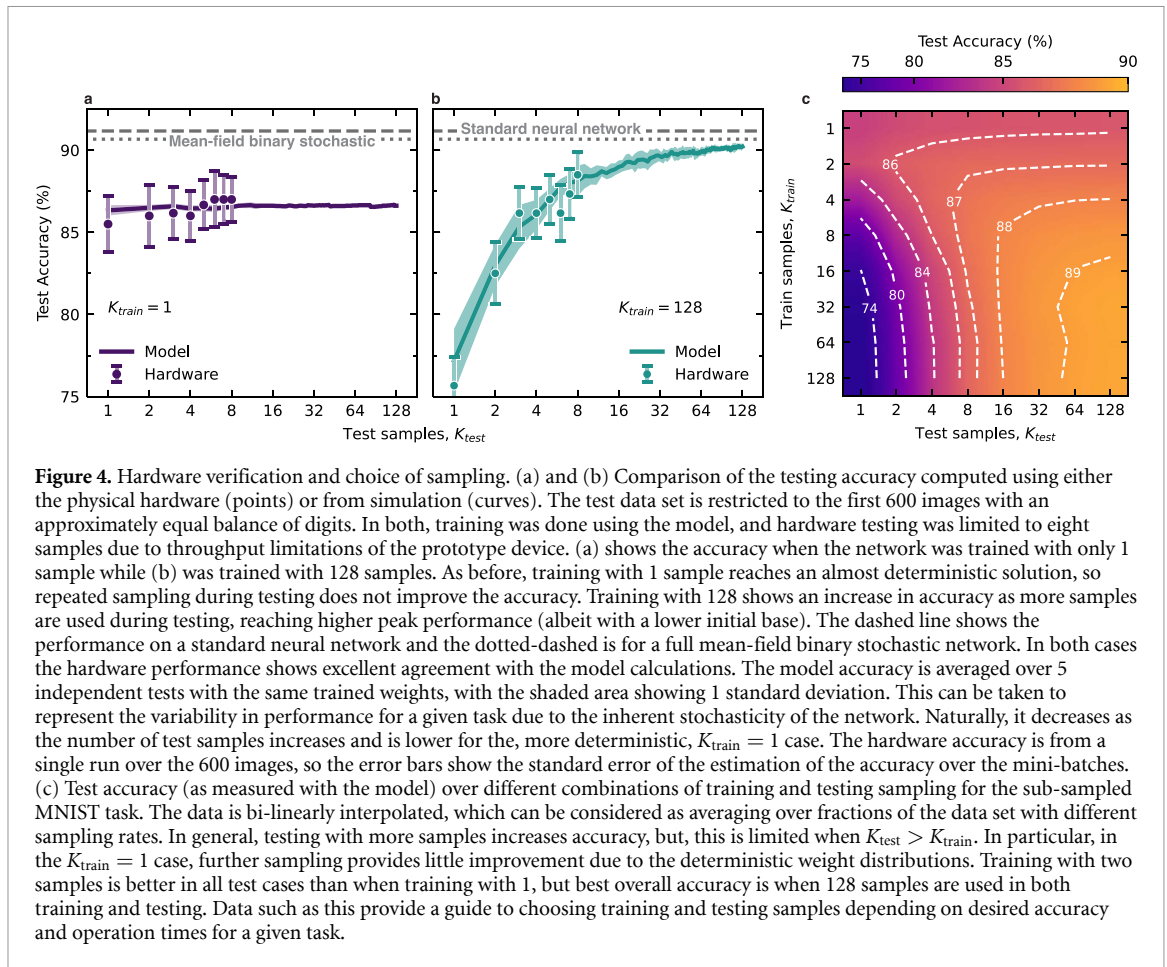 Test Accuracy (%)
75 80 85 90
a
b
c
Mean-field binary stochastic
Standard neural network
90
85
80
75
Test Accuracy (%)
K_train = 1
Model
Hardware
1 2 4 8 16 32 64 128
Test samples, K_test
K_train = 128
Model
Hardware
1 2 4 8 16 32 64 128
Test samples, K_test
Train samples, K_train
1
2
4
8
16
32
64
128
86
87
88
84
89
80
74
1 2 4 8 16 32 64 128
Test samples, K_test
Figure 4. Hardware verification and choice of sampling. (a) and (b) Comparison of the testing accuracy computed using either
the physical hardware (points) or from simulation (curves). The test data set is restricted to the first 600 images with an
approximately equal balance of digits. In both, training was done using the model, and hardware testing was limited to eight
samples due to throughput limitations of the prototype device. (a) shows the accuracy when the network was trained with only 1
sample while (b) was trained with 128 samples. As before, training with 1 sample reaches an almost deterministic solution, so
repeated sampling during testing does not improve the accuracy. Training with 128 shows an increase in accuracy as more samples
are used during testing, reaching higher peak performance (albeit with a lower initial base). The dashed line shows the
performance on a standard neural network and the dotted-dashed is for a full mean-field binary stochastic network. In both cases
the hardware performance shows excellent agreement with the model calculations. The model accuracy is averaged over 5
independent tests with the same trained weights, with the shaded area showing 1 standard deviation. This can be taken to
represent the variability in performance for a given task due to the inherent stochasticity of the network. Naturally, it decreases as
the number of test samples increases and is lower for the, more deterministic, K_train = 1 case. The hardware accuracy is from a
single run over the 600 images, so the error bars show the standard error of the estimation of the accuracy over the mini-batches.
(c) Test accuracy (as measured with the model) over different combinations of training and testing sampling for the sub-sampled
MNIST task. The data is bi-linearly interpolated, which can be considered as averaging over fractions of the data set with different
sampling rates. In general, testing with more samples increases accuracy, but, this is limited when K_test > K_train. In particular, in
the K_train = 1 case, further sampling provides little improvement due to the deterministic weight distributions. Training with two
samples is better in all test cases than when training with 1, but best overall accuracy is when 128 samples are used in both
training and testing. Data such as this provide a guide to choosing training and testing samples depending on desired accuracy
and operation times for a given task.